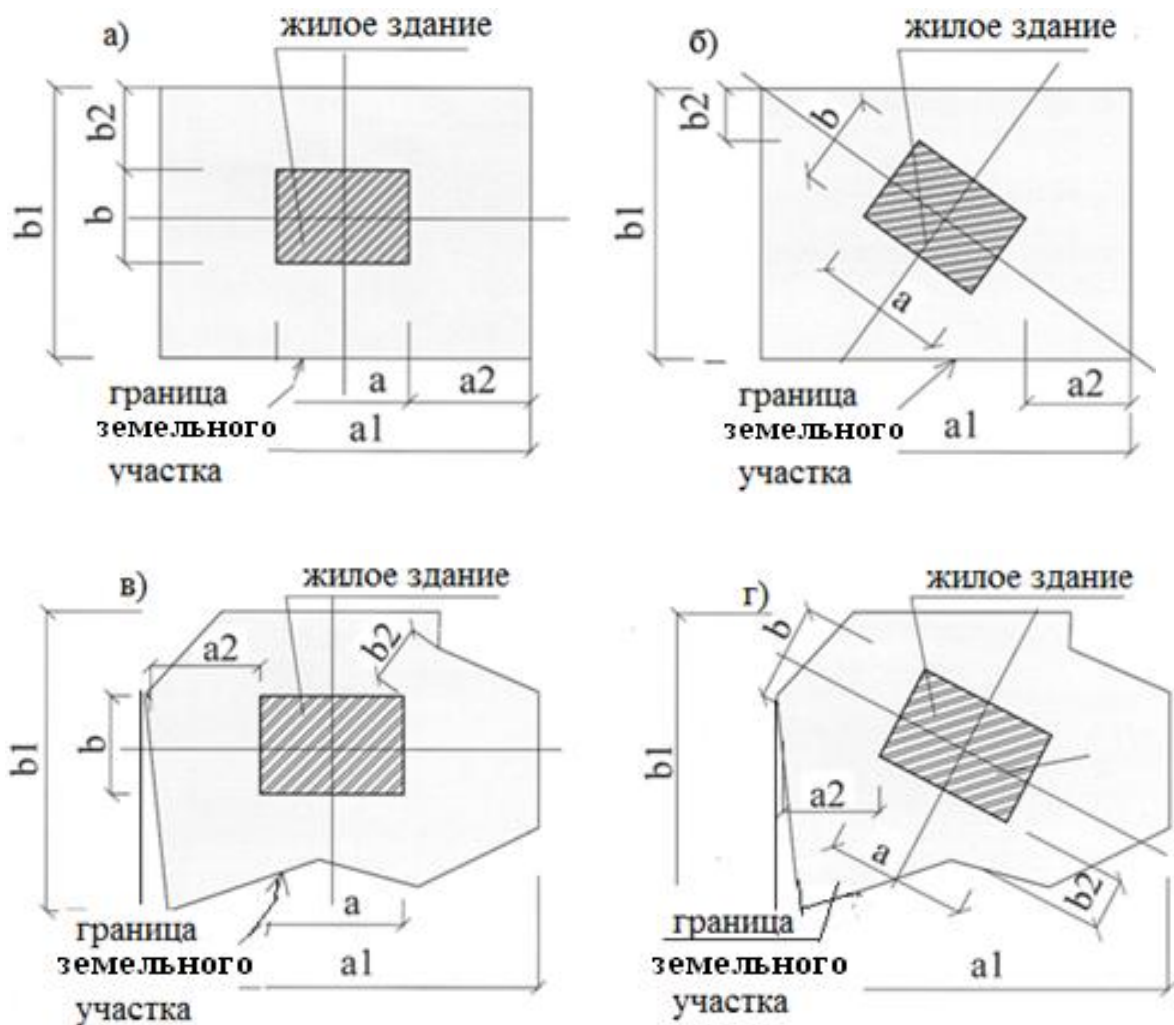 а)
жилое здание
b2
b
b1
a
a2
a1
граница
земельного
участка
б)
жилое здание
b2
b
b1
a
a2
a1
граница
земельного
участка
в)
жилое здание
a2
b2
b
b1
a
a1
граница
земельного
участка
г)
жилое здание
b
b1
a2
a
b2
a1
граница
земельного
участка